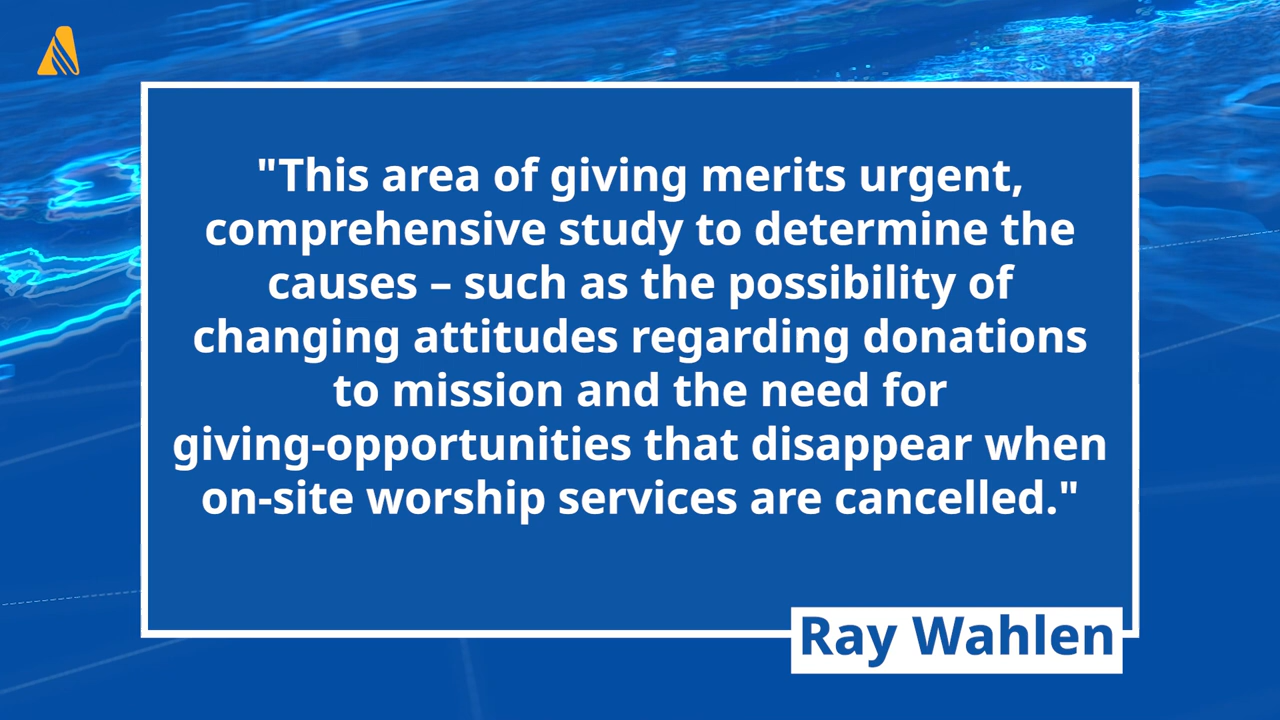 "This area of giving merits urgent,
comprehensive study to determine the
causes – such as the possibility of
changing attitudes regarding donations
to mission and the need for
giving-opportunities that disappear when
on-site worship services are cancelled."
Ray Wahlen